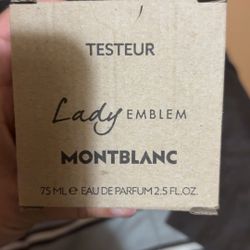 TESTEUR
Lady EMBLEM
MONTBLANC
75 ML ℮ EAU DE PARFUM 2.5 FL.OZ.